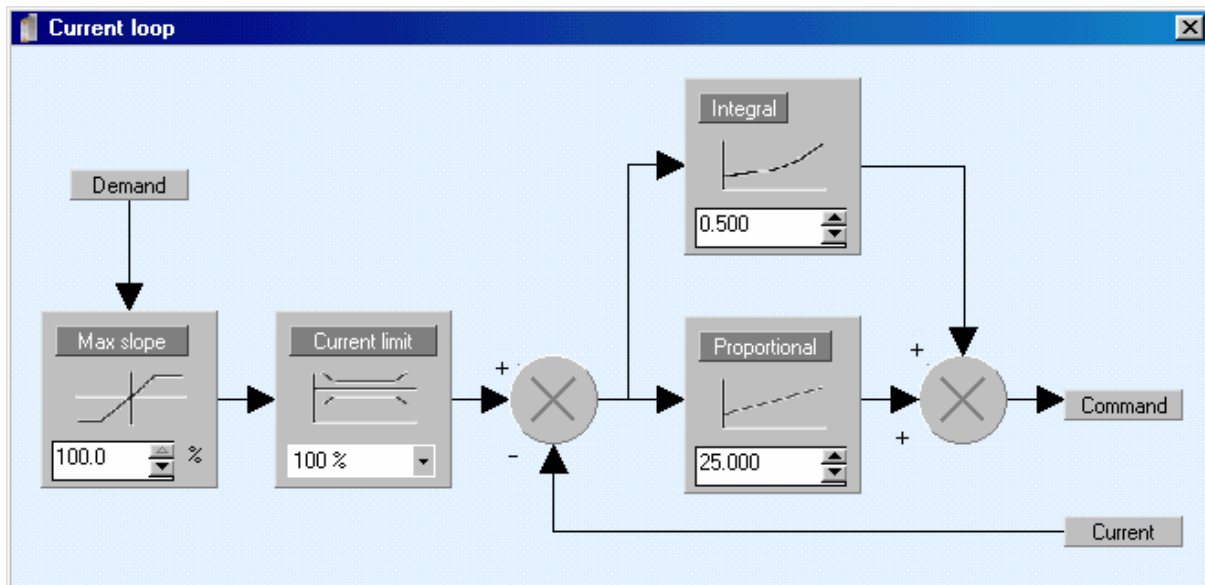 Current loop
Integral
0.500
Demand
Max slope
100.0 %
Current limit
100 %
+
-
Proportional
25.000
+
+
Command
Current